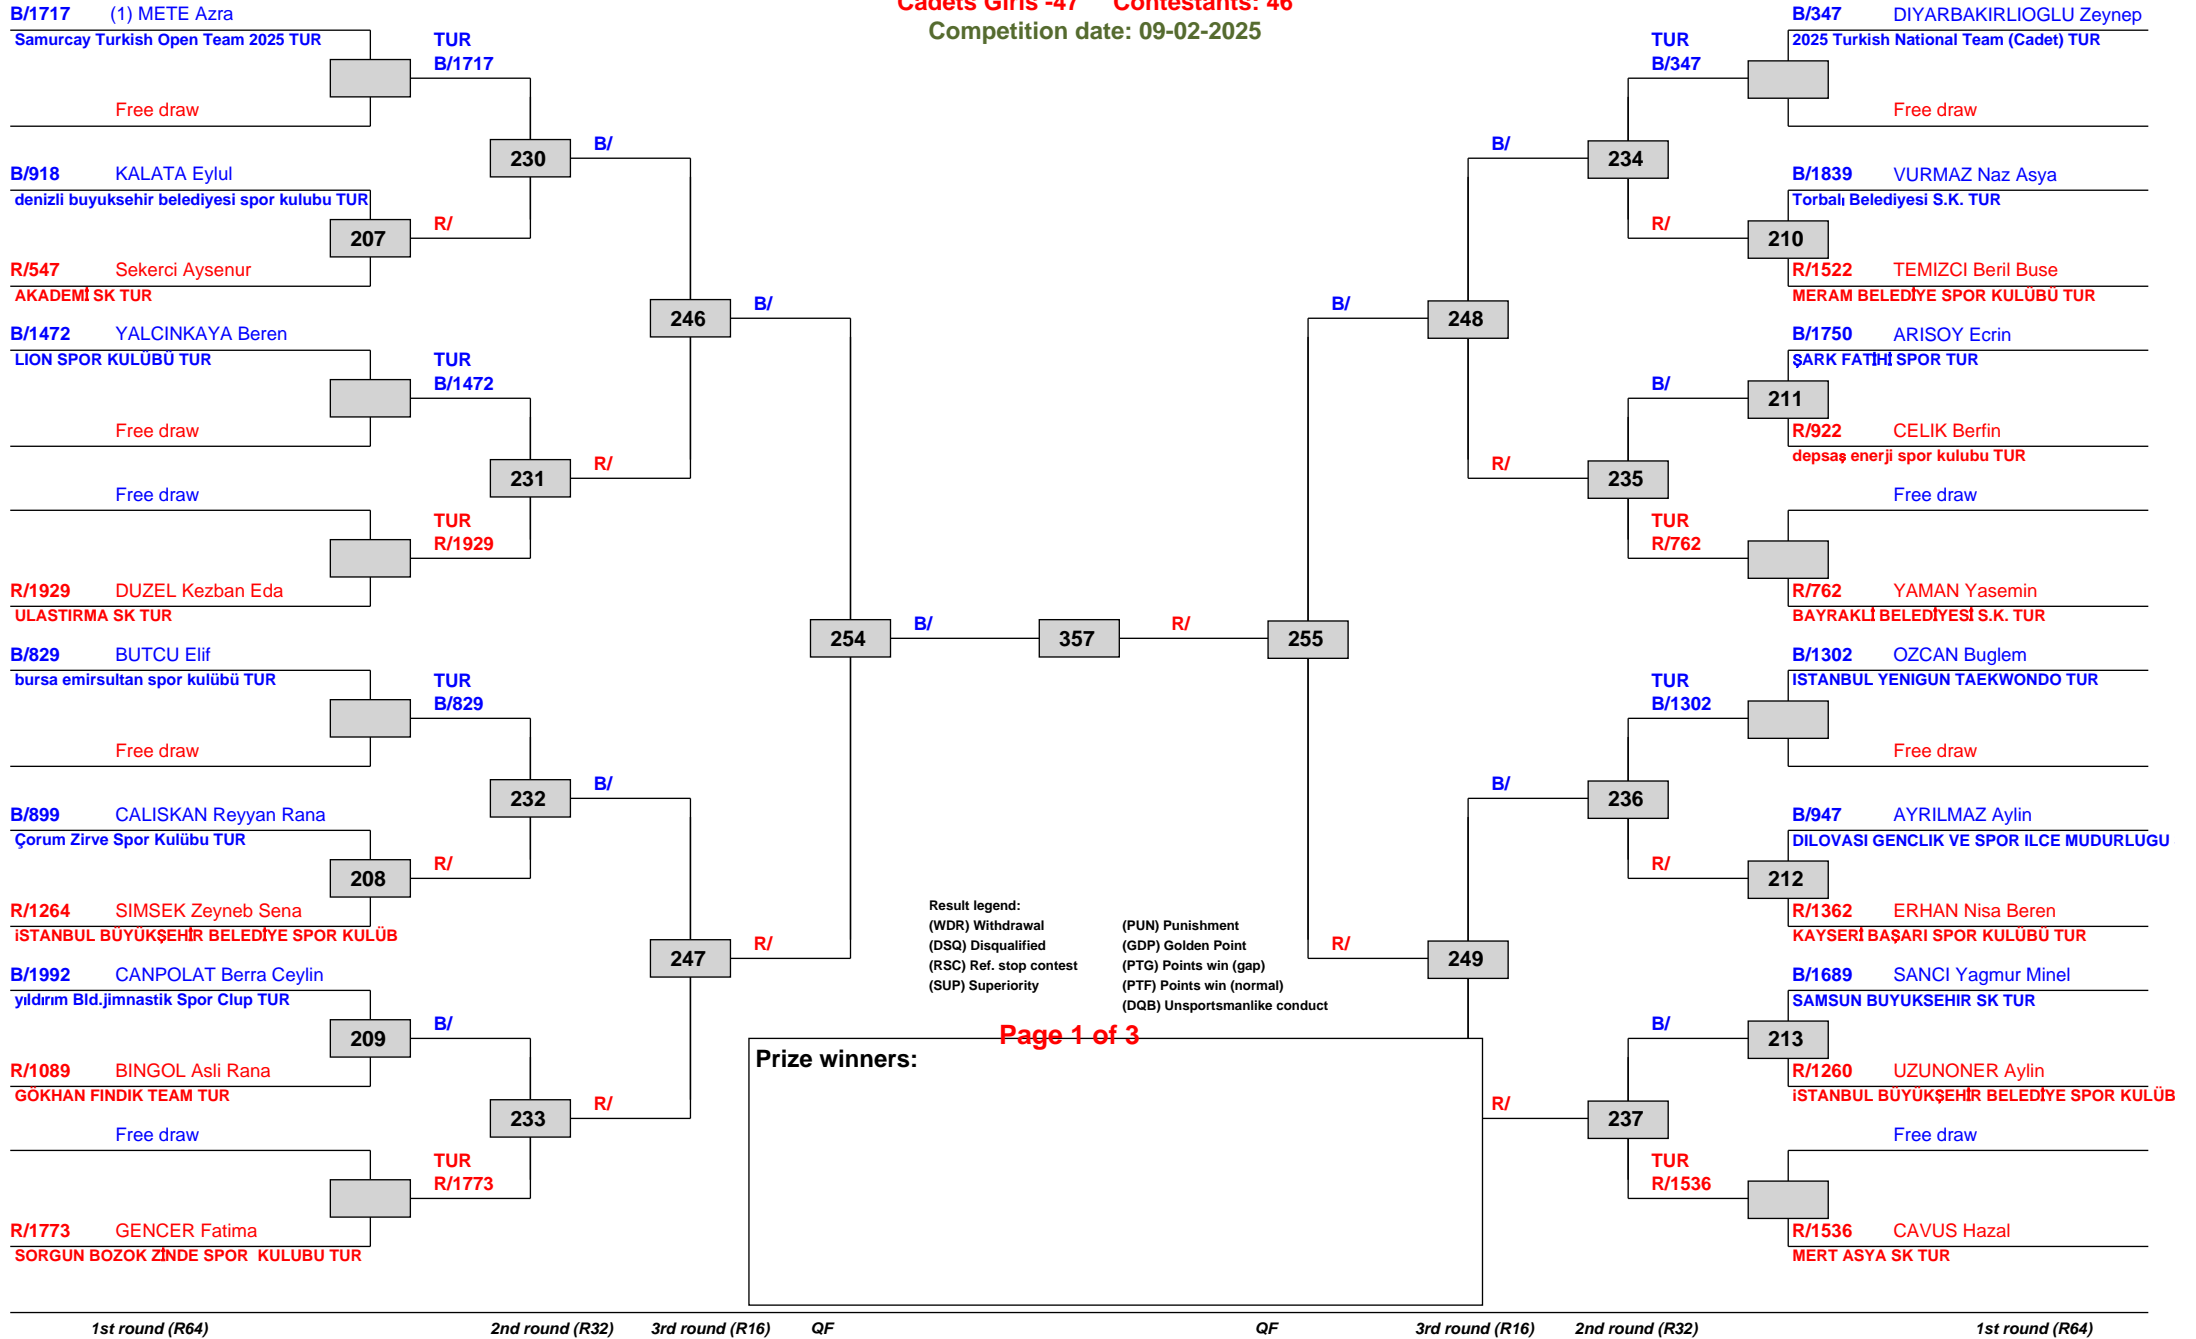 Cadets Girls -47 Contestants: 46
Competition date: 09-02-2025
B/1717 (1) METE Azra
Samurcay Turkish Open Team 2025 TUR
TUR
B/1717
Free draw
230
B/
B/918 KALATA Eylul
denizli buyuksehir belediyesi spor kulubu TUR
207
R/
R/547 Sekerci Aysenur
AKADEMİ SK TUR
246
B/
B/1472 YALCINKAYA Beren
LION SPOR KULÜBÜ TUR
TUR
B/1472
Free draw
231
R/
Free draw
TUR
R/1929
R/1929 DUZEL Kezban Eda
ULASTIRMA SK TUR
254
B/
357
R/
255
B/829 BUTCU Elif
bursa emirsultan spor kulübü TUR
TUR
B/829
Free draw
232
B/
B/899 CALISKAN Reyyan Rana
Çorum Zirve Spor Kulübu TUR
208
R/
R/1264 SIMSEK Zeyneb Sena
iSTANBUL BÜYÜKŞEHİR BELEDİYE SPOR KULÜB
247
R/
B/1992 CANPOLAT Berra Ceylin
yıldırım Bld.jimnastik Spor Clup TUR
209
B/
R/1089 BINGOL Asli Rana
GÖKHAN FINDIK TEAM TUR
233
R/
Free draw
TUR
R/1773
R/1773 GENCER Fatima
SORGUN BOZOK ZİNDE SPOR KULUBU TUR
B/347 DIYARBAKIRLIOGLU Zeynep
2025 Turkish National Team (Cadet) TUR
TUR
B/347
Free draw
B/
234
B/1839 VURMAZ Naz Asya
Torbalı Belediyesi S.K. TUR
R/
210
R/1522 TEMIZCI Beril Buse
MERAM BELEDİYE SPOR KULÜBÜ TUR
B/
248
B/1750 ARISOY Ecrin
ŞARK FATİHİ SPOR TUR
B/
211
R/922 CELIK Berfin
depsaş enerji spor kulubu TUR
R/
235
Free draw
TUR
R/762
R/762 YAMAN Yasemin
BAYRAKLİ BELEDİYESİ S.K. TUR
B/1302 OZCAN Buglem
ISTANBUL YENIGUN TAEKWONDO TUR
TUR
B/1302
Free draw
B/
236
B/947 AYRILMAZ Aylin
DILOVASI GENCLIK VE SPOR ILCE MUDURLUGU
R/
212
R/1362 ERHAN Nisa Beren
KAYSERİ BAŞARI SPOR KULÜBÜ TUR
R/
249
B/1689 SANCI Yagmur Minel
SAMSUN BUYUKSEHIR SK TUR
B/
213
R/1260 UZUNONER Aylin
iSTANBUL BÜYÜKŞEHİR BELEDİYE SPOR KULÜB
R/
237
Free draw
TUR
R/1536
R/1536 CAVUS Hazal
MERT ASYA SK TUR
Result legend:
(WDR) Withdrawal (PUN) Punishment
(DSQ) Disqualified (GDP) Golden Point
(RSC) Ref. stop contest (PTG) Points win (gap)
(SUP) Superiority (PTF) Points win (normal)
(DQB) Unsportsmanlike conduct
Page 1 of 3
Prize winners:
1st round (R64) 2nd round (R32) 3rd round (R16) QF QF 3rd round (R16) 2nd round (R32) 1st round (R64)